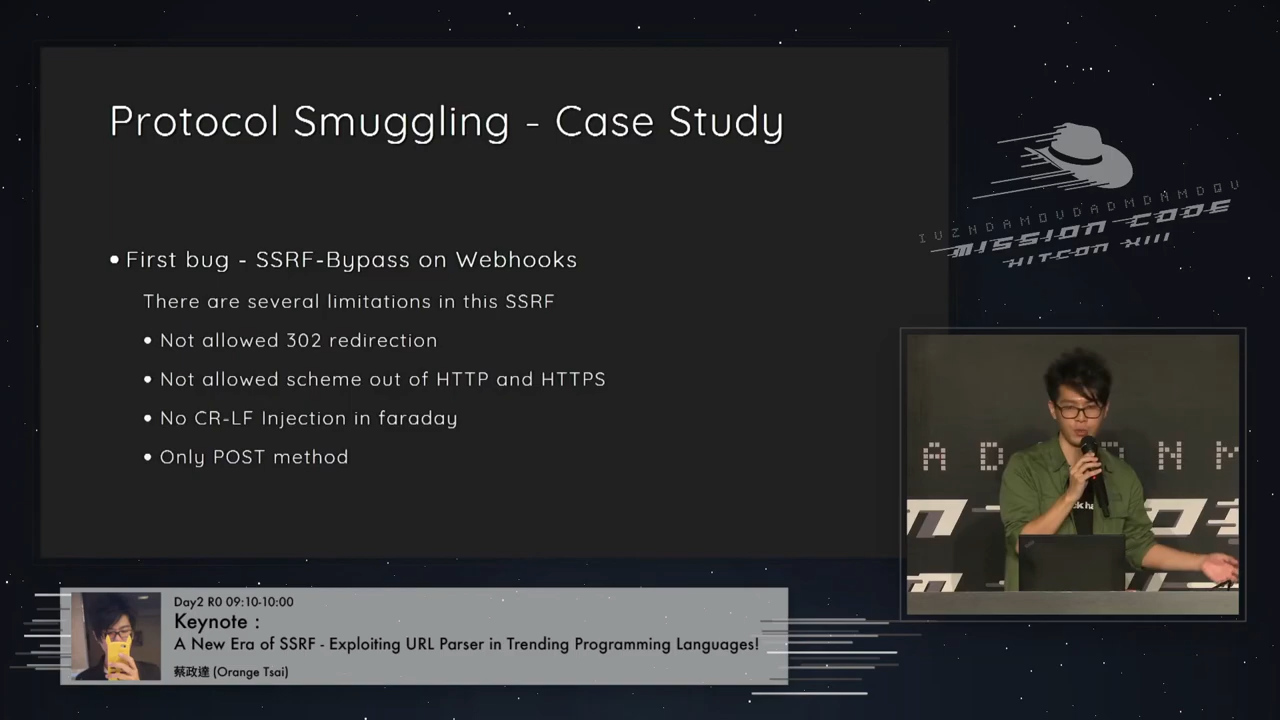 Protocol Smuggling - Case Study
• First bug - SSRF-Bypass on Webhooks
There are several limitations in this SSRF
• Not allowed 302 redirection
• Not allowed scheme out of HTTP and HTTPS
• No CR-LF Injection in faraday
• Only POST method
IVZNDAMOVDADMDNMDQV
MISSION CODE
HITCON XIII
Day2 R0 09:10-10:00
Keynote :
A New Era of SSRF - Exploiting URL Parser in Trending Programming Languages!
蔡政達 (Orange Tsai)